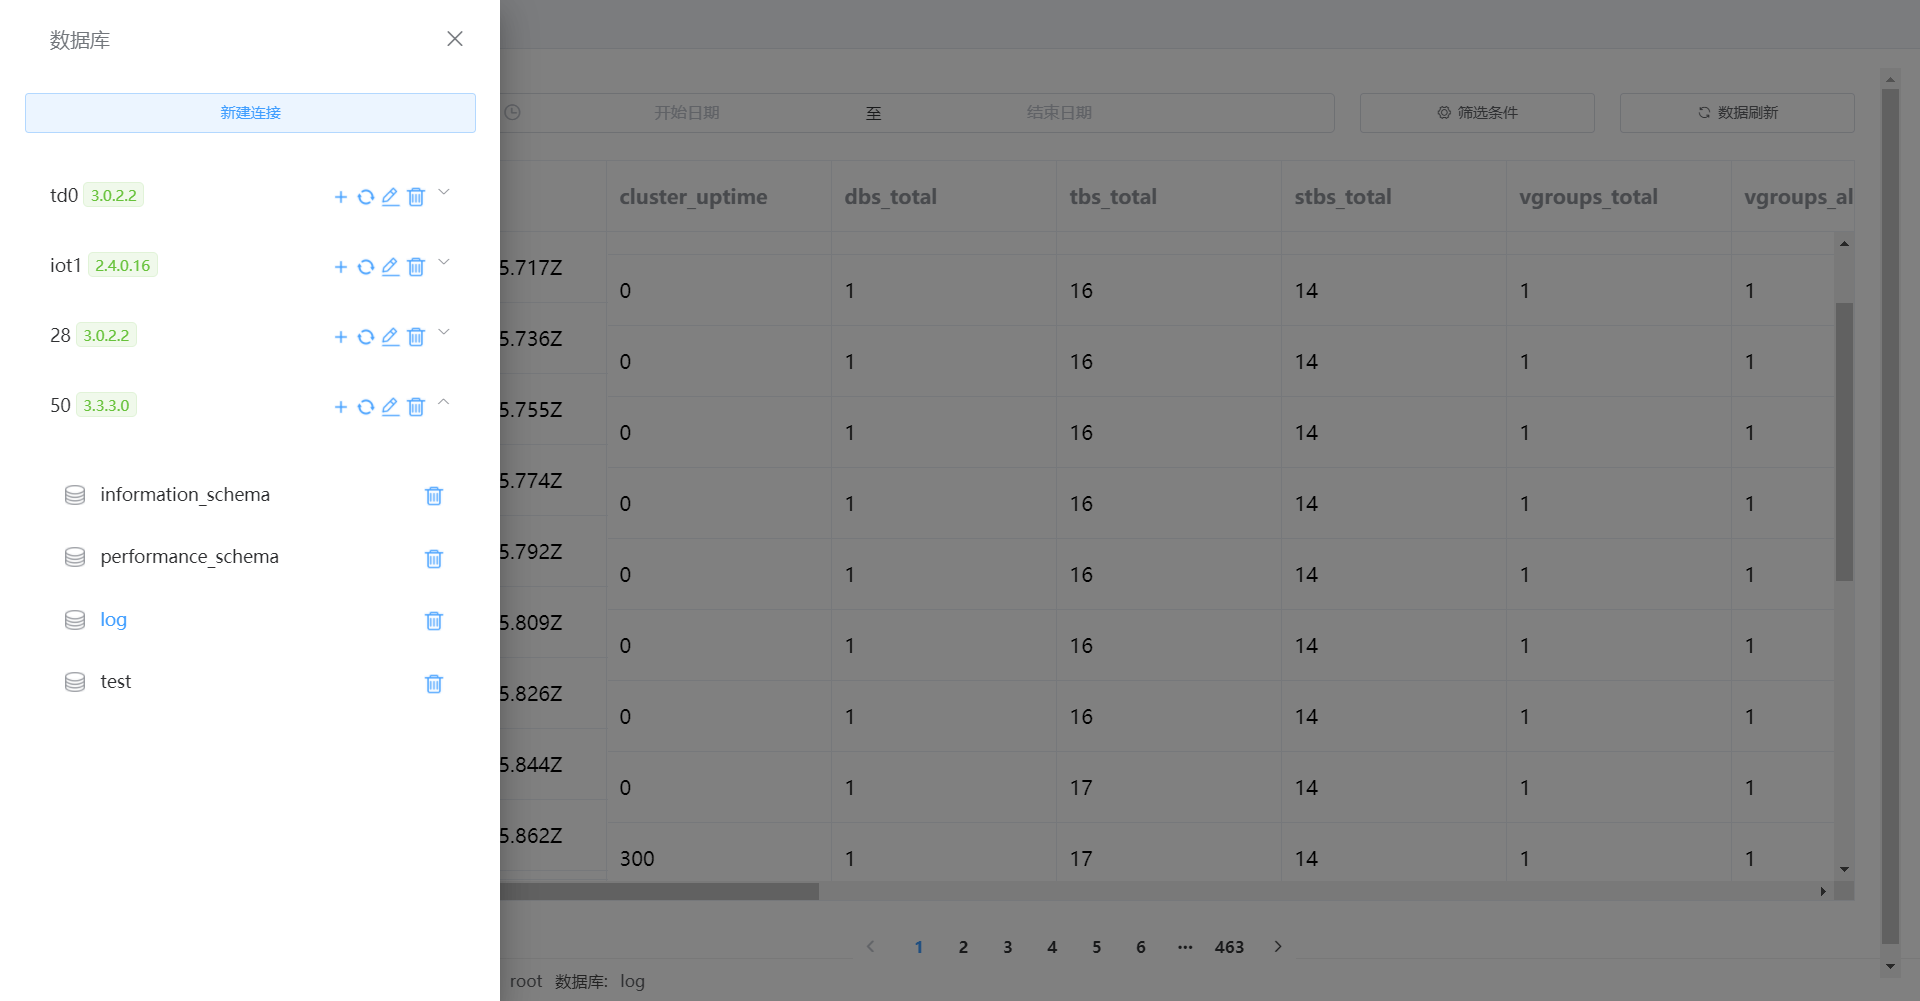 数据库
新建连接
td0 3.0.2.2
iot1 2.4.0.16
28 3.0.2.2
50 3.3.3.0
information_schema
performance_schema
log
test
开始日期 至 结束日期 筛选条件 数据刷新
cluster_uptime dbs_total tbs_total stbs_total vgroups_total vgroups_al
5.717Z
0 1 16 14 1 1
5.736Z
0 1 16 14 1 1
5.755Z
0 1 16 14 1 1
5.774Z
0 1 16 14 1 1
5.792Z
0 1 16 14 1 1
5.809Z
0 1 16 14 1 1
5.826Z
0 1 16 14 1 1
5.844Z
0 1 17 14 1 1
5.862Z
300 1 17 14 1 1
1 2 3 4 5 6 ··· 463
root 数据库: log